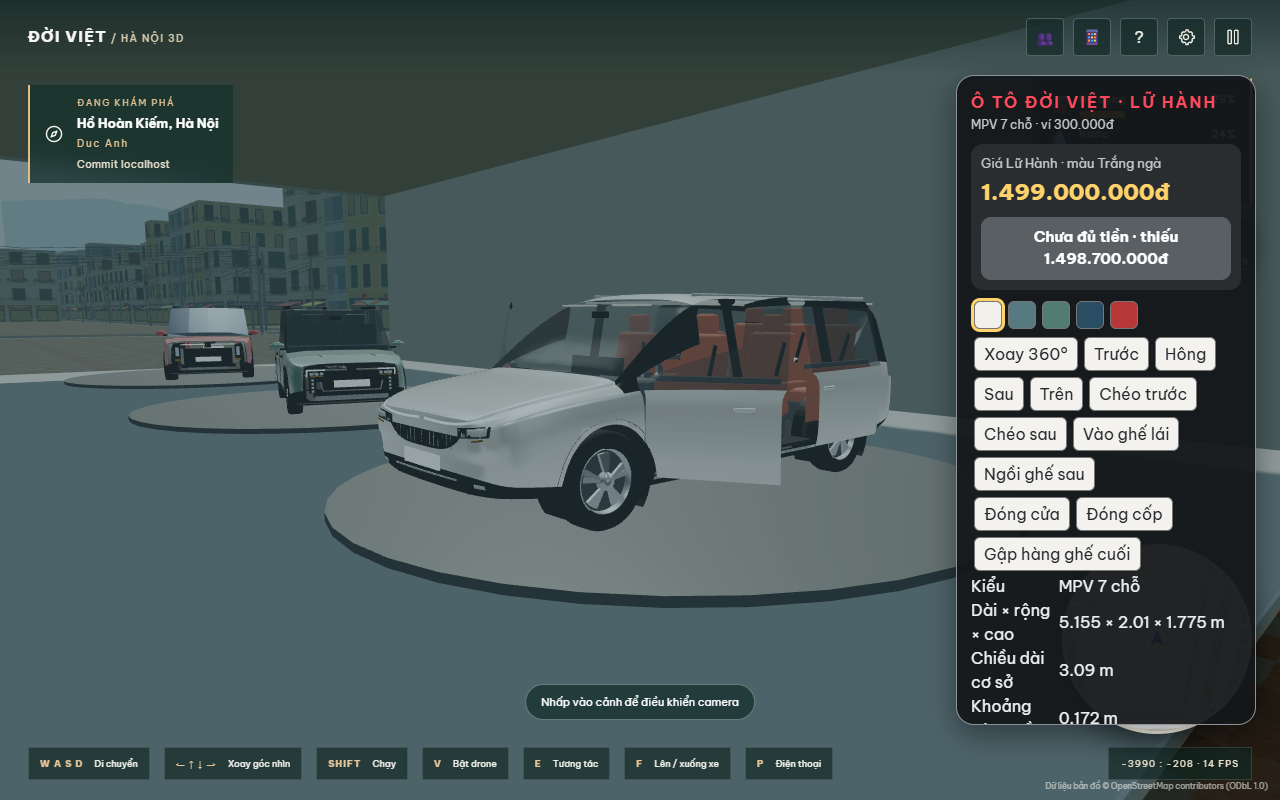 ĐỜI VIỆT / HÀ NỘI 3D
?
ĐANG KHÁM PHÁ
Hồ Hoàn Kiếm, Hà Nội
Duc Anh
Commit localhost
Ô TÔ ĐỜI VIỆT · LỮ HÀNH
MPV 7 chỗ · ví 300.000đ
Giá Lữ Hành · màu Trắng ngà
1.499.000.000đ
Chưa đủ tiền · thiếu
1.498.700.000đ
24%
Xoay 360° Trước Hông
Sau Trên Chéo trước
Chéo sau Vào ghế lái
Ngồi ghế sau
Đóng cửa Đóng cốp
Gập hàng ghế cuối
Kiểu MPV 7 chỗ
Dài × rộng
× cao
5.155 × 2.01 × 1.775 m
Chiều dài
cơ sở
3.09 m
Khoảng
0.172 m
Nhấp vào cảnh để điều khiển camera
W A S D Di chuyển
←↑↓→ Xoay góc nhìn
SHIFT Chạy
V Bật drone
E Tương tác
F Lên / xuống xe
P Điện thoại
-3990 : -208 · 14 FPS
Dữ liệu bản đồ © OpenStreetMap contributors (ODbL 1.0)